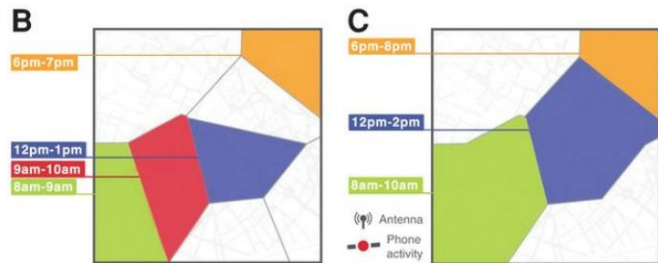 B
6pm-7pm
12pm-1pm
9am-10am
8am-9am
C
6pm-8pm
12pm-2pm
8am-10am
Antenna
Phone
activity